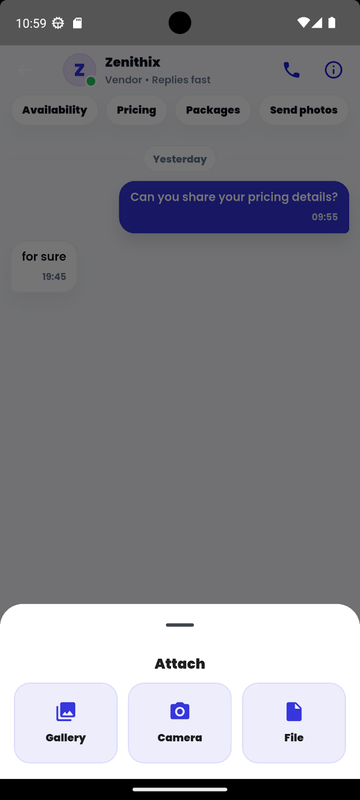 10:59
Z
Zenithix
Vendor • Replies fast
Availability
Pricing
Packages
Send photos
Yesterday
Can you share your pricing details?
09:55
for sure
19:45
Attach
Gallery
Camera
File